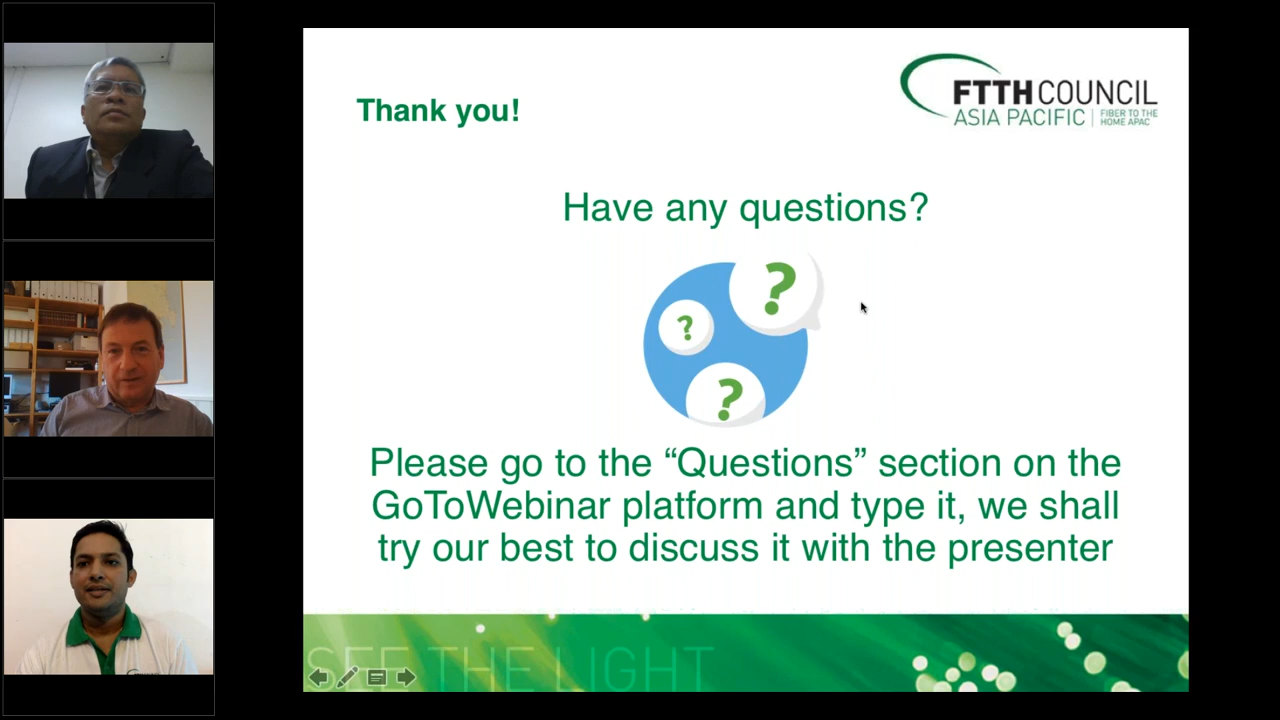 Thank you!
FTTH COUNCIL
ASIA PACIFIC | FIBER TO THE
HOME APAC
Have any questions?
?
?
?
Please go to the “Questions” section on the
GoToWebinar platform and type it, we shall
try our best to discuss it with the presenter
SEE THE LIGHT